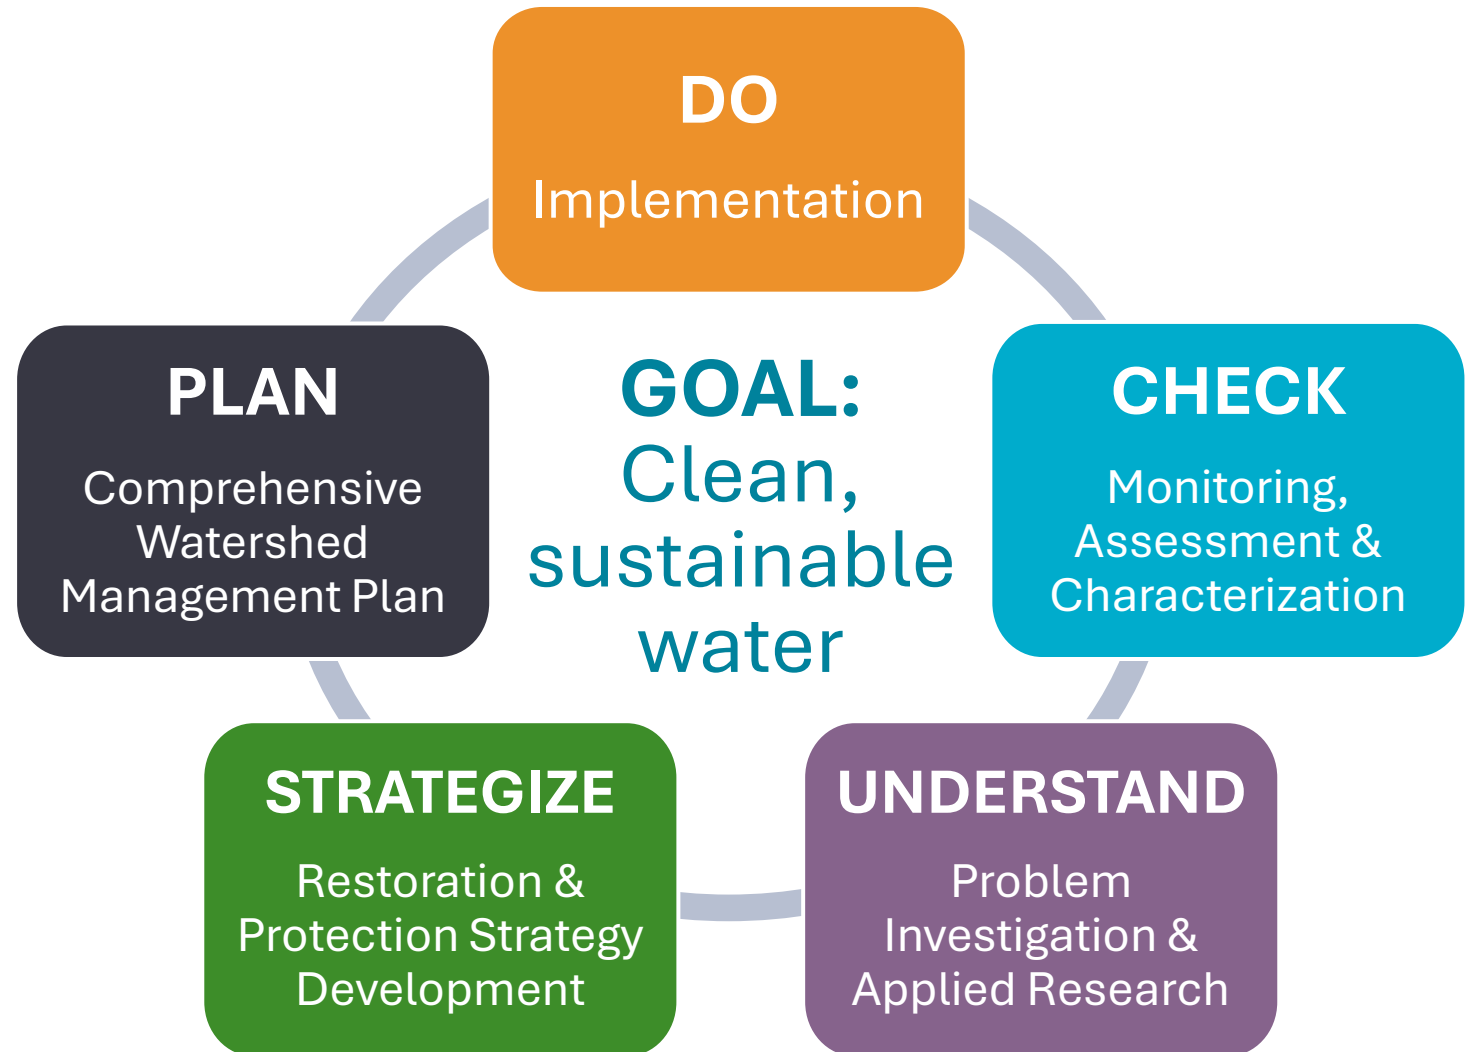 DO
Implementation
PLAN
Comprehensive
Watershed
Management Plan
GOAL:
Clean,
sustainable
water
CHECK
Monitoring,
Assessment &
Characterization
STRATEGIZE
Restoration &
Protection Strategy
Development
UNDERSTAND
Problem
Investigation &
Applied Research